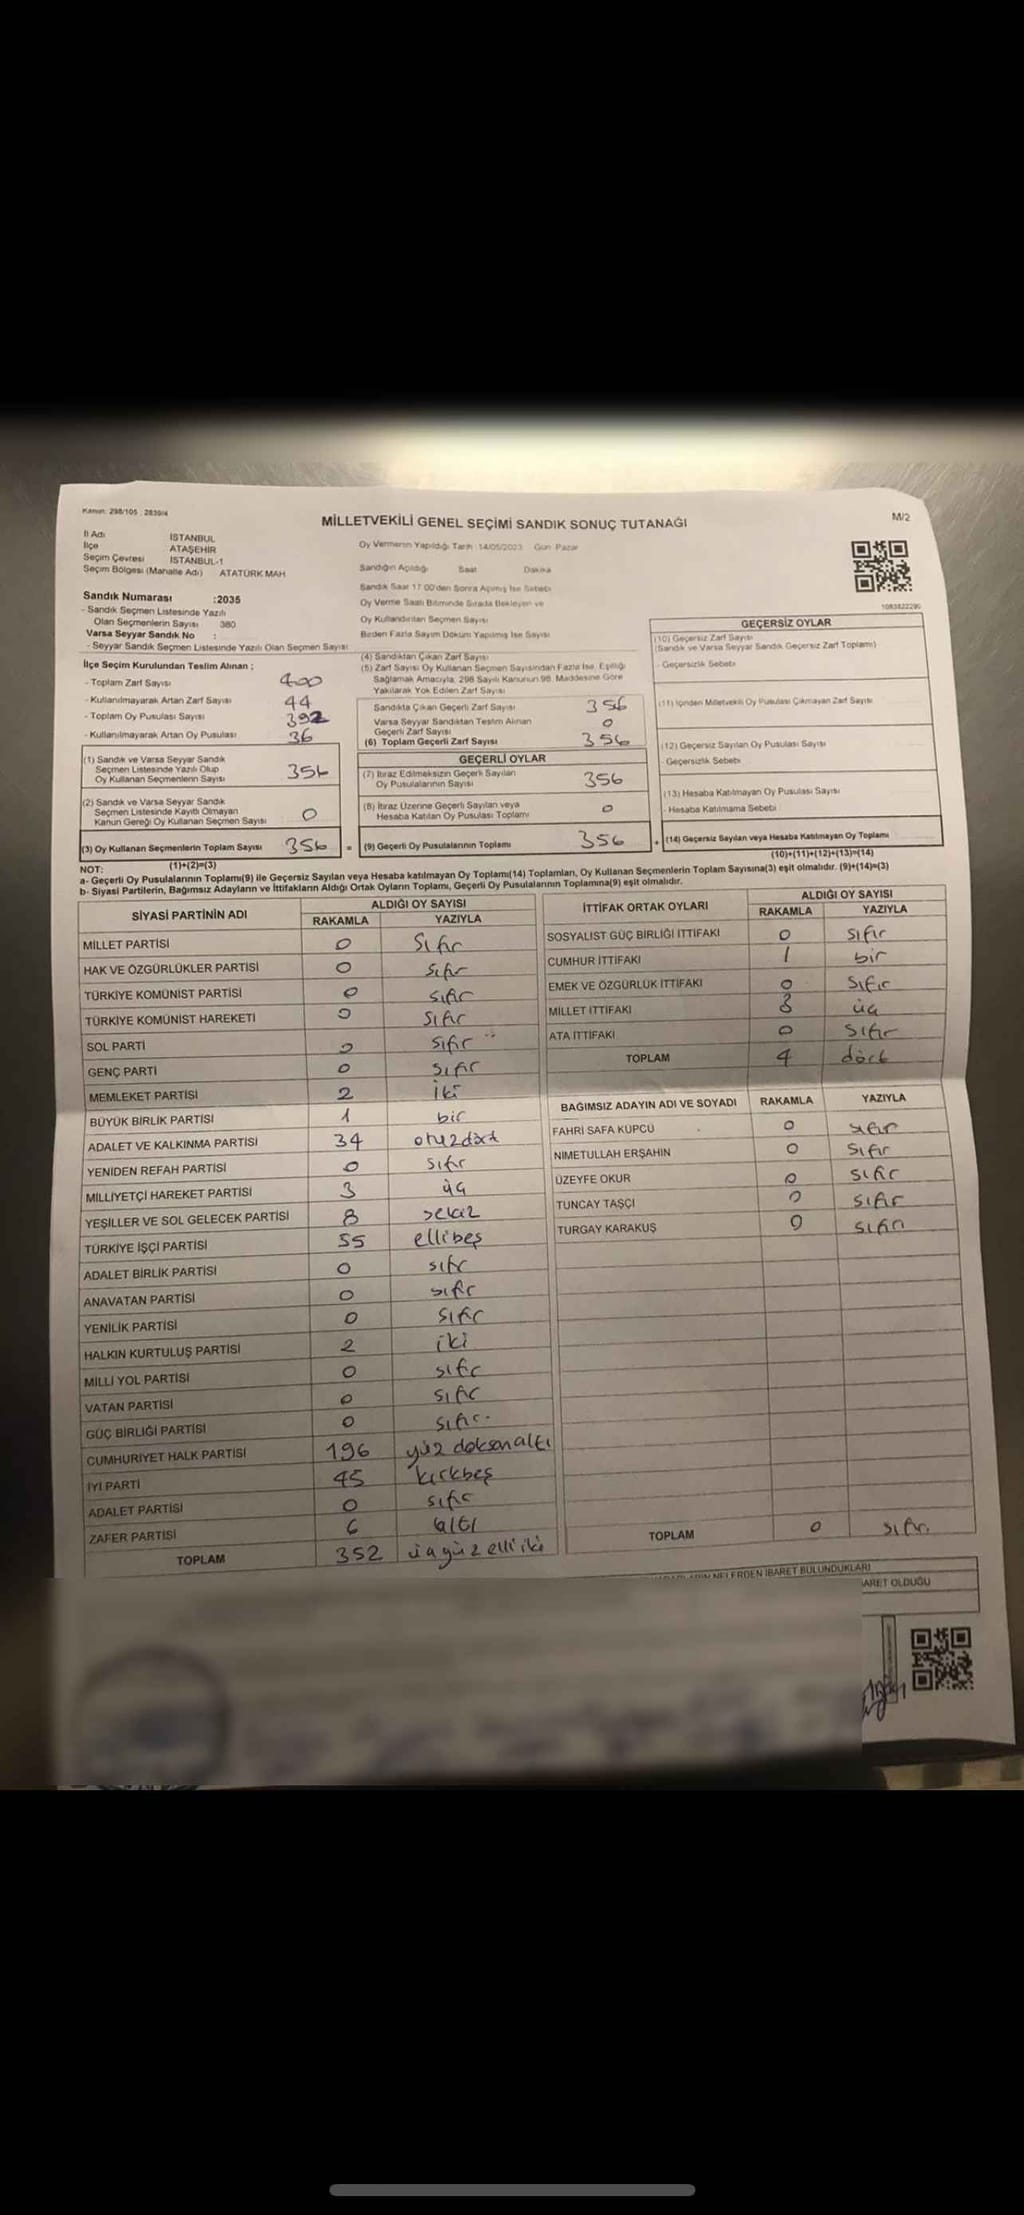 Kanun: 298/105 : 2839/4
MİLLETVEKİLİ GENEL SEÇİMİ SANDIK SONUÇ TUTANAĞI
M/2
İl Adı İSTANBUL
İlçe ATAŞEHİR
Seçim Çevresi İSTANBUL-1
Seçim Bölgesi (Mahalle Adı) ATATÜRK MAH
Oy Vermenin Yapıldığı Tarih : 14/05/2023 Gün Pazar
Sandığın Açıldığı Saat Dakika
Sandık Saat 17:00'den Sonra Açılmış İse Sebebi
Oy Verme Saati Bitiminde Sırada Bekleyen ve
Oy Kullandırılan Seçmen Sayısı
Birden Fazla Sayım Döküm Yapılmış İse Sayısı
1083822290
Sandık Numarası :2035
- Sandık Seçmen Listesinde Yazılı
Olan Seçmenlerin Sayısı 380
Varsa Seyyar Sandık No :
- Seyyar Sandık Seçmen Listesinde Yazılı Olan Seçmen Sayısı
İlçe Seçim Kurulundan Teslim Alınan ;
- Toplam Zarf Sayısı 400
- Kullanılmayarak Artan Zarf Sayısı 44
- Toplam Oy Pusulası Sayısı 392
- Kullanılmayarak Artan Oy Pusulası 36
(1) Sandık ve Varsa Seyyar Sandık
Seçmen Listesinde Yazılı Olup
Oy Kullanan Seçmenlerin Sayısı 356
(2) Sandık ve Varsa Seyyar Sandık
Seçmen Listesinde Kayıtlı Olmayan
Kanun Gereği Oy Kullanan Seçmen Sayısı 0
(3) Oy Kullanan Seçmenlerin Toplam Sayısı 356 =
(1)+(2)=(3)
(4) Sandıktan Çıkan Zarf Sayısı
(5) Zarf Sayısı Oy Kullanan Seçmen Sayısından Fazla İse, Eşitliği
Sağlamak Amacıyla, 298 Sayılı Kanunun 98. Maddesine Göre
Yakılarak Yok Edilen Zarf Sayısı
Sandıkta Çıkan Geçerli Zarf Sayısı 356
Varsa Seyyar Sandıktan Teslim Alınan
Geçerli Zarf Sayısı 0
(6) Toplam Geçerli Zarf Sayısı 356
GEÇERLİ OYLAR
(7) İtiraz Edilmeksizin Geçerli Sayılan
Oy Pusulalarının Sayısı 356
(8) İtiraz Üzerine Geçerli Sayılan veya
Hesaba Katılan Oy Pusulası Toplamı 0
(9) Geçerli Oy Pusulalarının Toplamı 356 +
GEÇERSİZ OYLAR
(10) Geçersiz Zarf Sayısı
(Sandık ve Varsa Seyyar Sandık Geçersiz Zarf Toplamı)
- Geçersizlik Sebebi
(11) İçinden Milletvekili Oy Pusulası Çıkmayan Zarf Sayısı
(12) Geçersiz Sayılan Oy Pusulası Sayısı
Geçersizlik Sebebi
(13) Hesaba Katılmayan Oy Pusulası Sayısı
- Hesaba Katılmama Sebebi
(14) Geçersiz Sayılan veya Hesaba Katılmayan Oy Toplamı
(10)+(11)+(12)+(13)=(14)
NOT:
a- Geçerli Oy Pusulalarının Toplamı(9) ile Geçersiz Sayılan veya Hesaba katılmayan Oy Toplamı(14) Toplamları, Oy Kullanan Seçmenlerin Toplam Sayısına(3) eşit olmalıdır. (9)+(14)=(3)
b- Siyasi Partilerin, Bağımsız Adayların ve İttifakların Aldığı Ortak Oyların Toplamı, Geçerli Oy Pusulalarının Toplamına(9) eşit olmalıdır.
SİYASİ PARTİNİN ADI
ALDIĞI OY SAYISI
RAKAMLA YAZIYLA
MİLLET PARTİSİ 0 Sıfır
HAK VE ÖZGÜRLÜKLER PARTİSİ 0 sıfır
TÜRKİYE KOMÜNİST PARTİSİ 0 sıfır
TÜRKİYE KOMÜNİST HAREKETİ 0 sıfır
SOL PARTİ 0 sıfır
GENÇ PARTİ 0 sıfır
MEMLEKET PARTİSİ 2 iki
BÜYÜK BİRLİK PARTİSİ 1 bir
ADALET VE KALKINMA PARTİSİ 34 otuzdört
YENİDEN REFAH PARTİSİ 0 sıfır
MİLLİYETÇİ HAREKET PARTİSİ 3 üç
YEŞİLLER VE SOL GELECEK PARTİSİ 8 sekiz
TÜRKİYE İŞÇİ PARTİSİ 55 ellibeş
ADALET BİRLİK PARTİSİ 0 sıfır
ANAVATAN PARTİSİ 0 sıfır
YENİLİK PARTİSİ 0 sıfır
HALKIN KURTULUŞ PARTİSİ 2 iki
MİLLİ YOL PARTİSİ 0 sıfır
VATAN PARTİSİ 0 sıfır
GÜÇ BİRLİĞİ PARTİSİ 0 sıfır
CUMHURİYET HALK PARTİSİ 196 yüz doksanaltı
İYİ PARTİ 45 kırkbeş
ADALET PARTİSİ 0 sıfır
ZAFER PARTİSİ 6 altı
TOPLAM 352 üçyüz elli iki
İTTİFAK ORTAK OYLARI
ALDIĞI OY SAYISI
RAKAMLA YAZIYLA
SOSYALİST GÜÇ BİRLİĞİ İTTİFAKI 0 sıfır
CUMHUR İTTİFAKI 1 bir
EMEK VE ÖZGÜRLÜK İTTİFAKI 0 sıfır
MİLLET İTTİFAKI 3 üç
ATA İTTİFAKI 0 sıfır
TOPLAM 4 dört
BAĞIMSIZ ADAYIN ADI VE SOYADI RAKAMLA YAZIYLA
FAHRİ SAFA KÜPCÜ 0 sıfır
NİMETULLAH ERŞAHİN 0 sıfır
ÜZEYFE OKUR 0 sıfır
TUNCAY TAŞÇI 0 sıfır
TURGAY KARAKUŞ 0 sıfır
TOPLAM 0 sıfır
NELERDEN İBARET BULUNDUKLARI
OLDUĞU